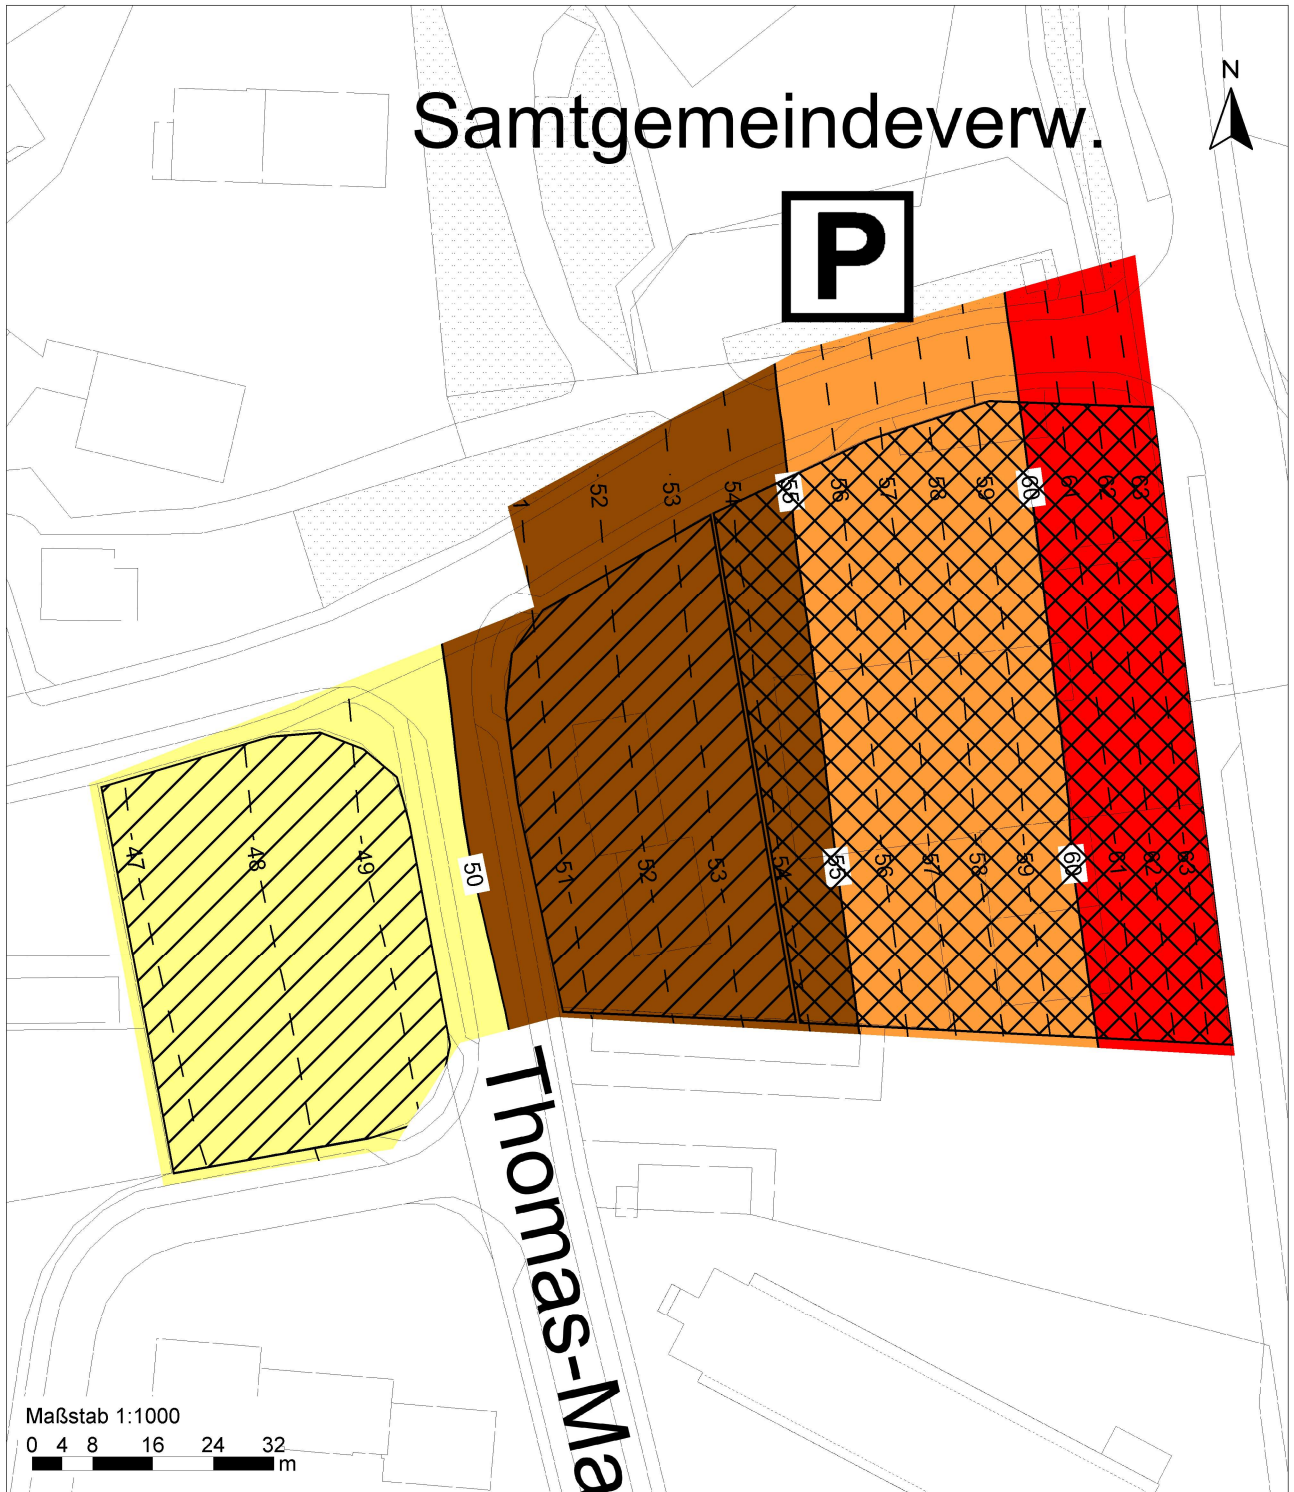 N
Samtgemeindeverw.
P
1 52 53 54 55 56 57 58 59 60 61 62 63
47 48 49 50 51 52 53 54 55 56 57 58 59 60 61 62 63
Thomas-Ma
Maßstab 1:1000
0 4 8 16 24 32 m